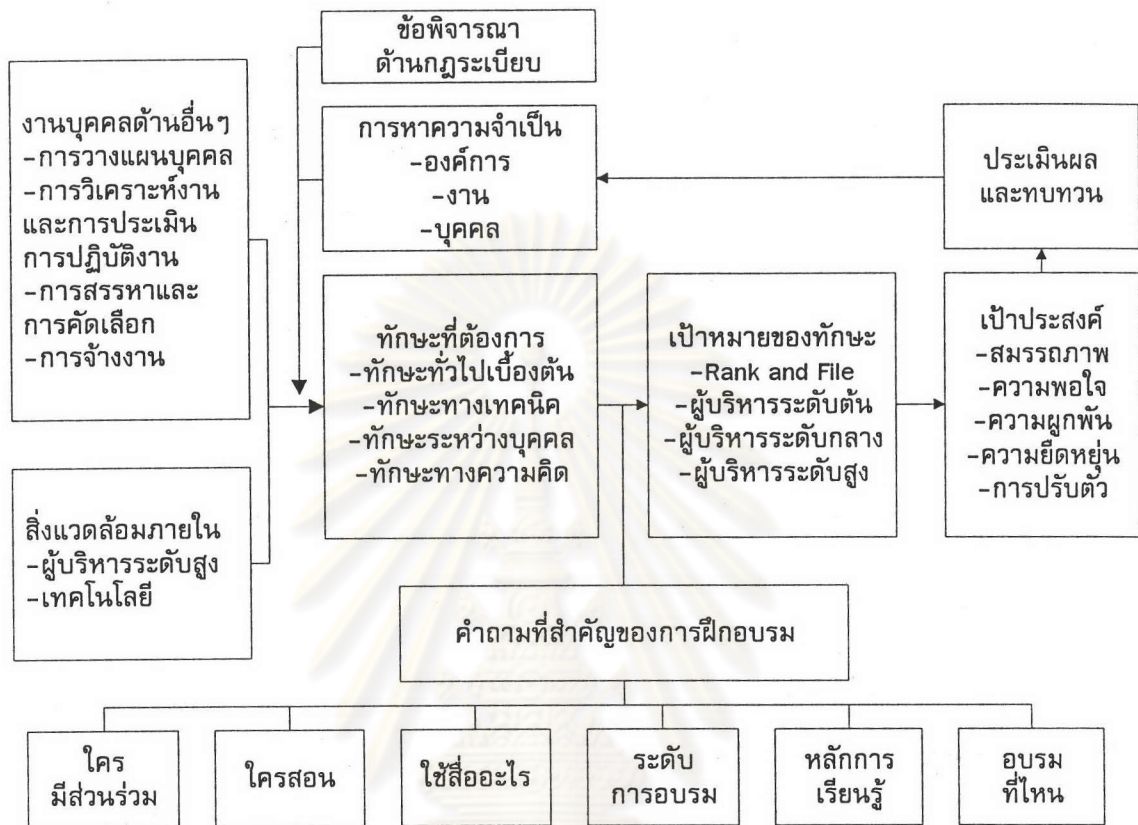 ข้อพิจารณา
ด้านกฎระเบียบ
งานบุคคลด้านอื่นๆ
-การวางแผนบุคคล
-การวิเคราะห์งาน
และการประเมิน
การปฏิบัติงาน
-การสรรหาและ
การคัดเลือก
-การจ้างงาน
การหาความจำเป็น
-องค์การ
-งาน
-บุคคล
ประเมินผล
และทบทวน
ทักษะที่ต้องการ
-ทักษะทั่วไปเบื้องต้น
-ทักษะทางเทคนิค
-ทักษะระหว่างบุคคล
-ทักษะทางความคิด
เป้าหมายของทักษะ
-Rank and File
-ผู้บริหารระดับต้น
-ผู้บริหารระดับกลาง
-ผู้บริหารระดับสูง
เป้าประสงค์
-สมรรถภาพ
-ความพอใจ
-ความผูกพัน
-ความยืดหยุ่น
-การปรับตัว
สิ่งแวดล้อมภายใน
-ผู้บริหารระดับสูง
-เทคโนโลยี
คำถามที่สำคัญของการฝึกอบรม
ใคร
มีส่วนร่วม
ใครสอน
ใช้สื่ออะไร
ระดับ
การอบรม
หลักการ
เรียนรู้
อบรม
ที่ไหน